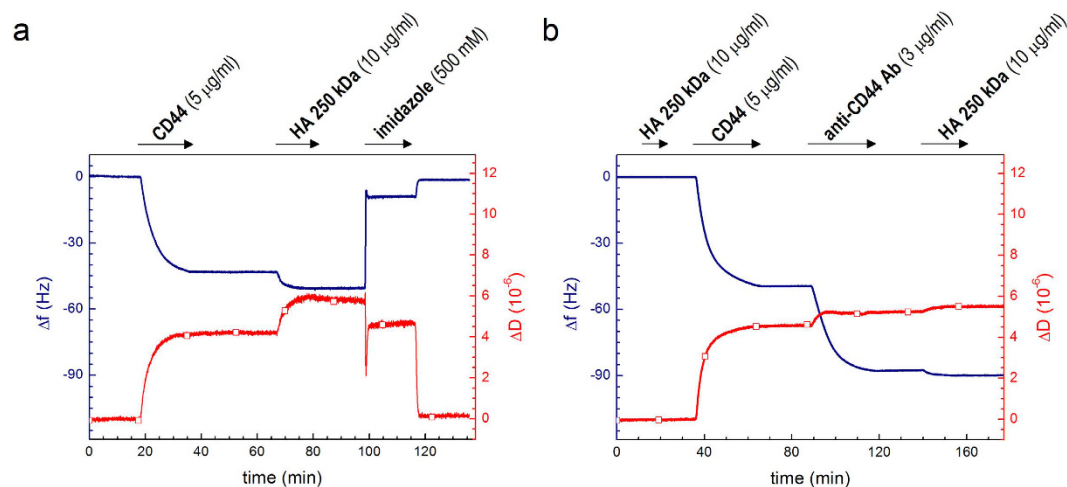 a
CD44 (5 µg/ml)
HA 250 kDa (10 µg/ml)
imidazole (500 mM)
0
-30
-60
-90
Δf (Hz)
12
10
8
6
4
2
0
ΔD (10⁻⁶)
0 20 40 60 80 100 120
time (min)
b
HA 250 kDa (10 µg/ml)
CD44 (5 µg/ml)
anti-CD44 Ab (3 µg/ml)
HA 250 kDa (10 µg/ml)
0
-30
-60
-90
Δf (Hz)
12
10
8
6
4
2
0
ΔD (10⁻⁶)
0 40 80 120 160
time (min)